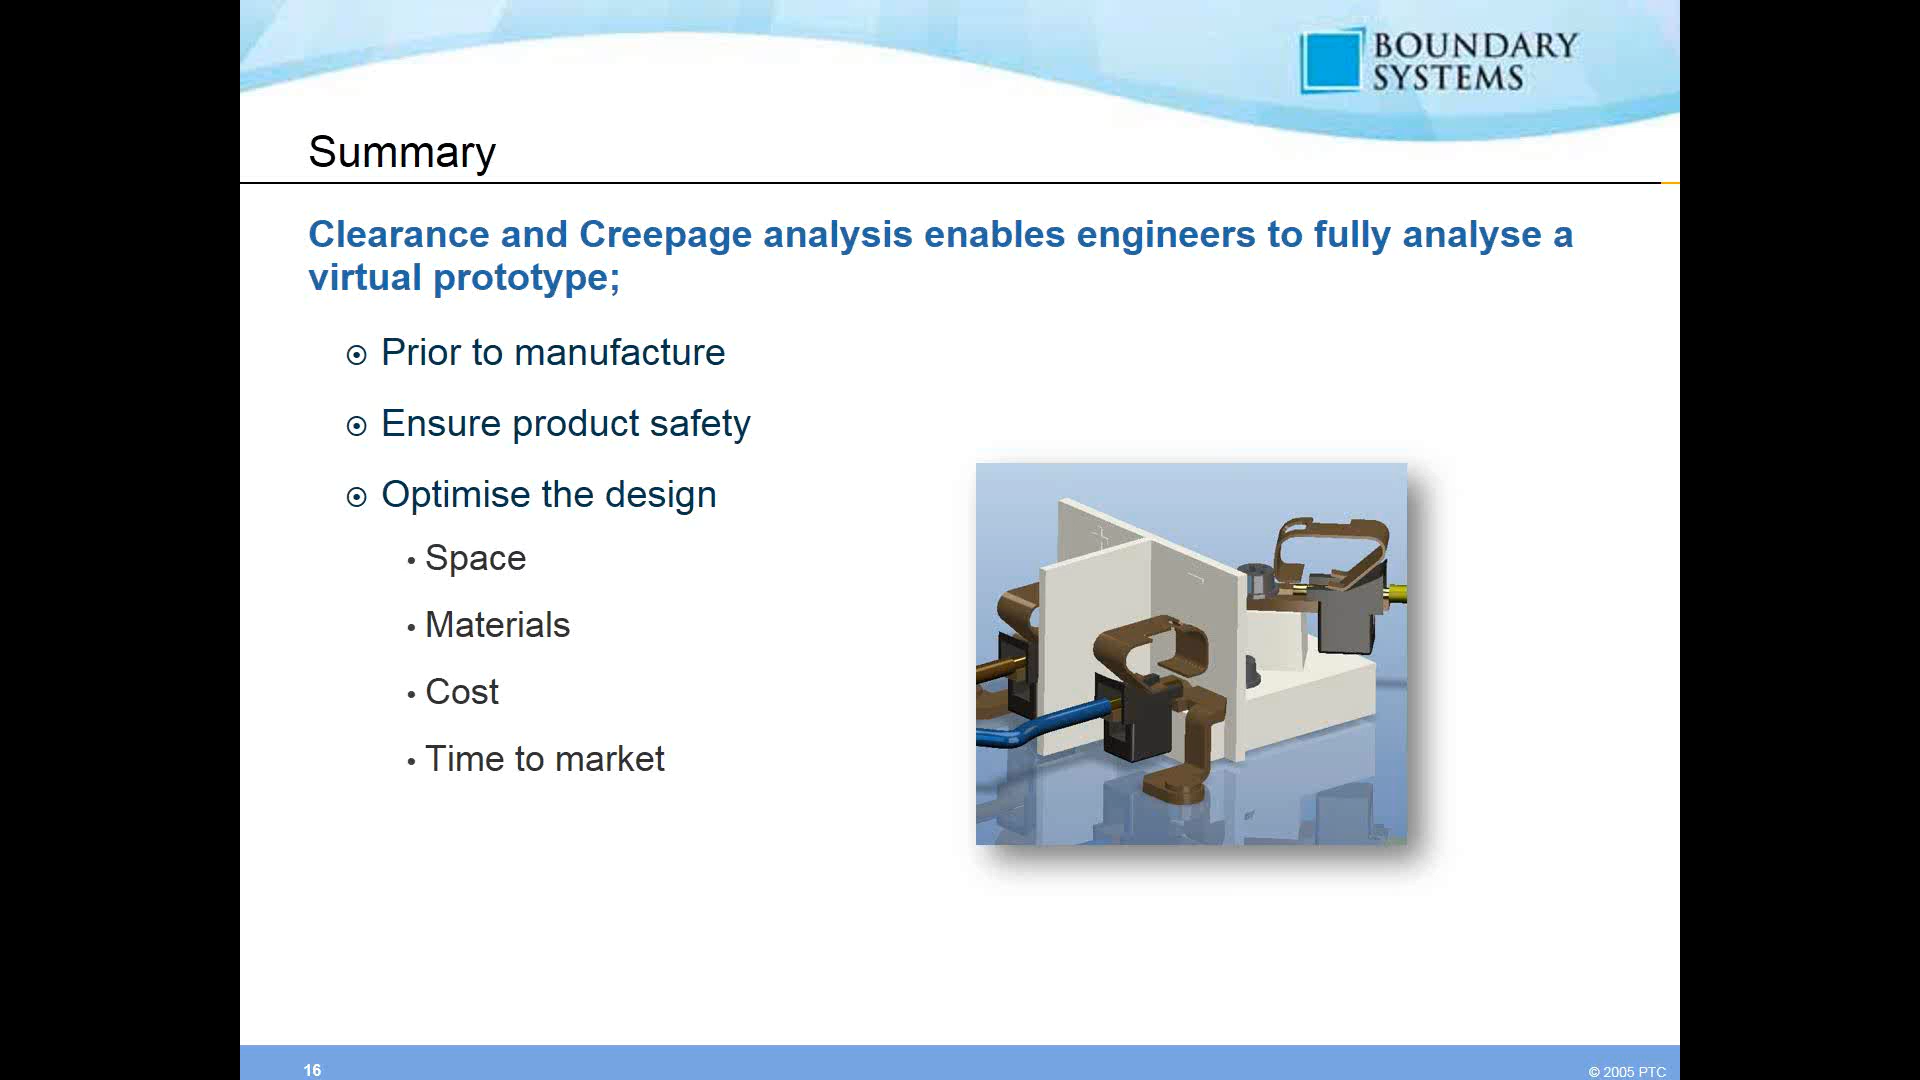 BOUNDARY
SYSTEMS
Summary
Clearance and Creepage analysis enables engineers to fully analyse a
virtual prototype;
Prior to manufacture
Ensure product safety
Optimise the design
• Space
• Materials
• Cost
• Time to market
16
© 2005 PTC